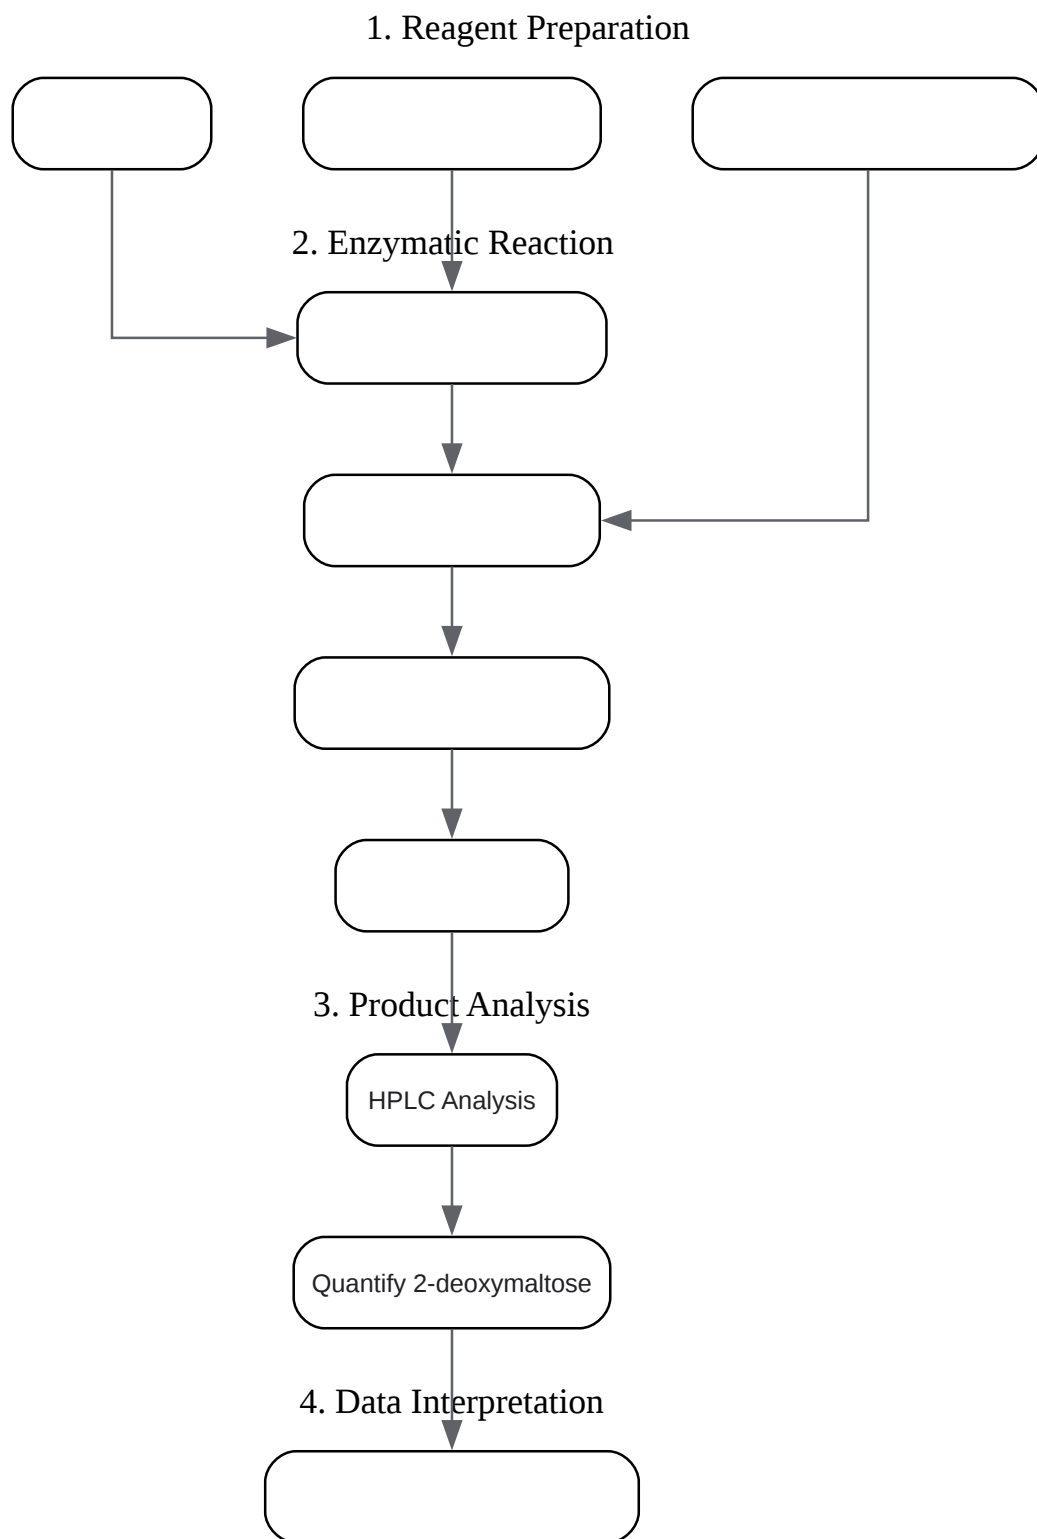 1. Reagent Preparation
2. Enzymatic Reaction
3. Product Analysis
HPLC Analysis
Quantify 2-deoxymaltose
4. Data Interpretation